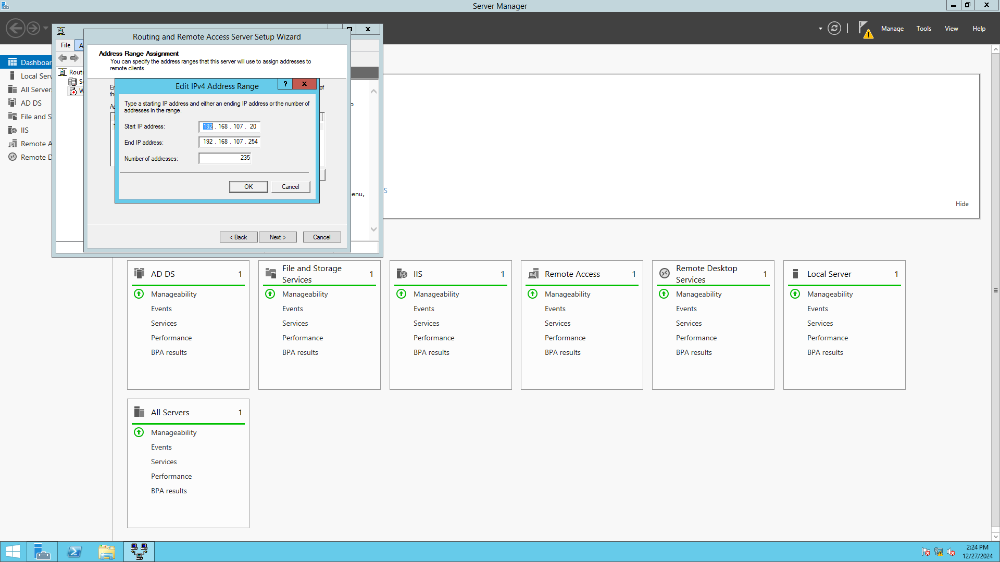 Server Manager
Manage
Tools
View
Help
File
Routing and Remote Access Server Setup Wizard
Address Range Assignment
You can specify the address ranges that this server will use to assign addresses to
remote clients.
Edit IPv4 Address Range
?
Type a starting IP address and either an ending IP address or the number of
addresses in the range.
Start IP address:
192 . 168 . 107 . 20
End IP address:
192 . 168 . 107 . 254
Number of addresses:
235
OK
Cancel
of
enu,
S
Hide
< Back
Next >
Cancel
Dashboar
Local Serv
All Server
AD DS
File and S
IIS
Remote A
Remote D
Routi
AD DS 1
Manageability
Events
Services
Performance
BPA results
File and Storage
Services
1
Manageability
Events
Services
Performance
BPA results
IIS 1
Manageability
Events
Services
Performance
BPA results
Remote Access 1
Manageability
Events
Services
Performance
BPA results
Remote Desktop
Services
1
Manageability
Events
Services
Performance
BPA results
Local Server 1
Manageability
Events
Services
Performance
BPA results
All Servers 1
Manageability
Events
Services
Performance
BPA results
2:24 PM
12/27/2024